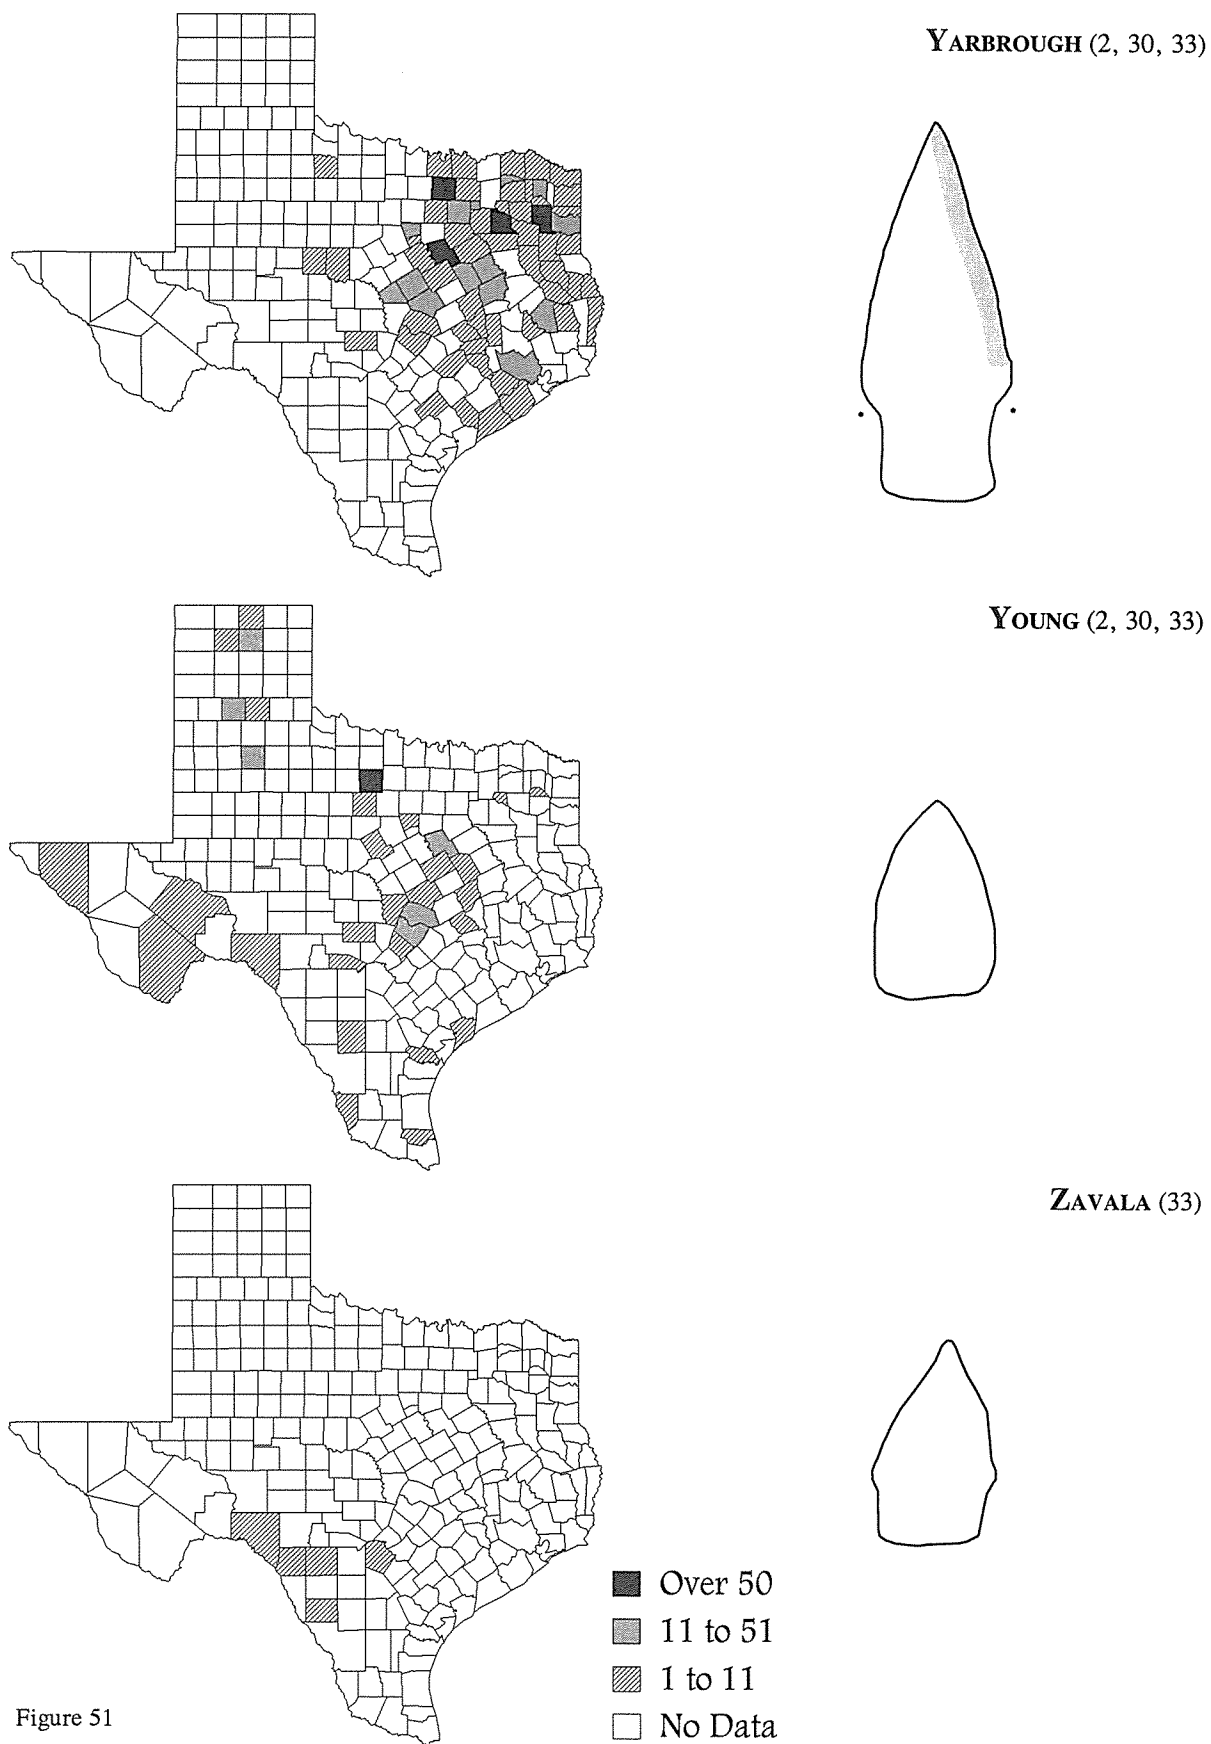 YARBROUGH (2, 30, 33)
YOUNG (2, 30, 33)
ZAVALA (33)
Over 50
11 to 51
1 to 11
No Data
Figure 51